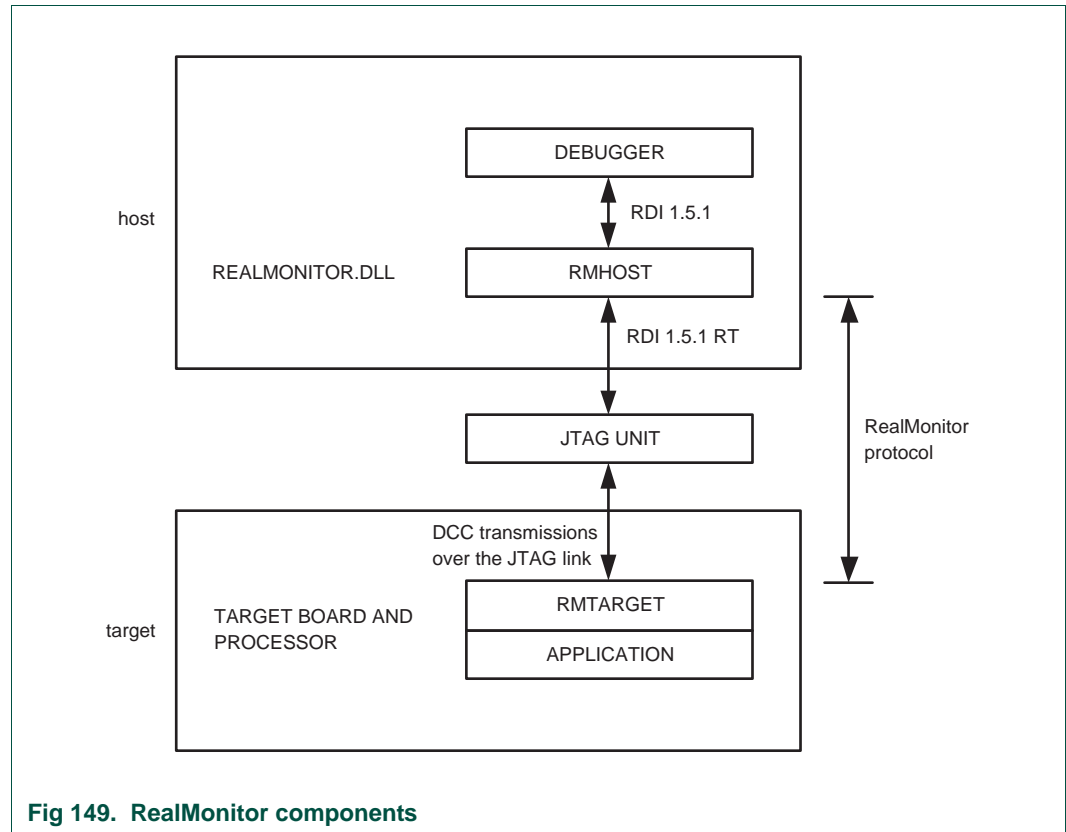 DEBUGGER
RDI 1.5.1
host
REALMONITOR.DLL
RMHOST
RDI 1.5.1 RT
JTAG UNIT
RealMonitor
protocol
DCC transmissions
over the JTAG link
target
TARGET BOARD AND
PROCESSOR
RMTARGET
APPLICATION
Fig 149. RealMonitor components